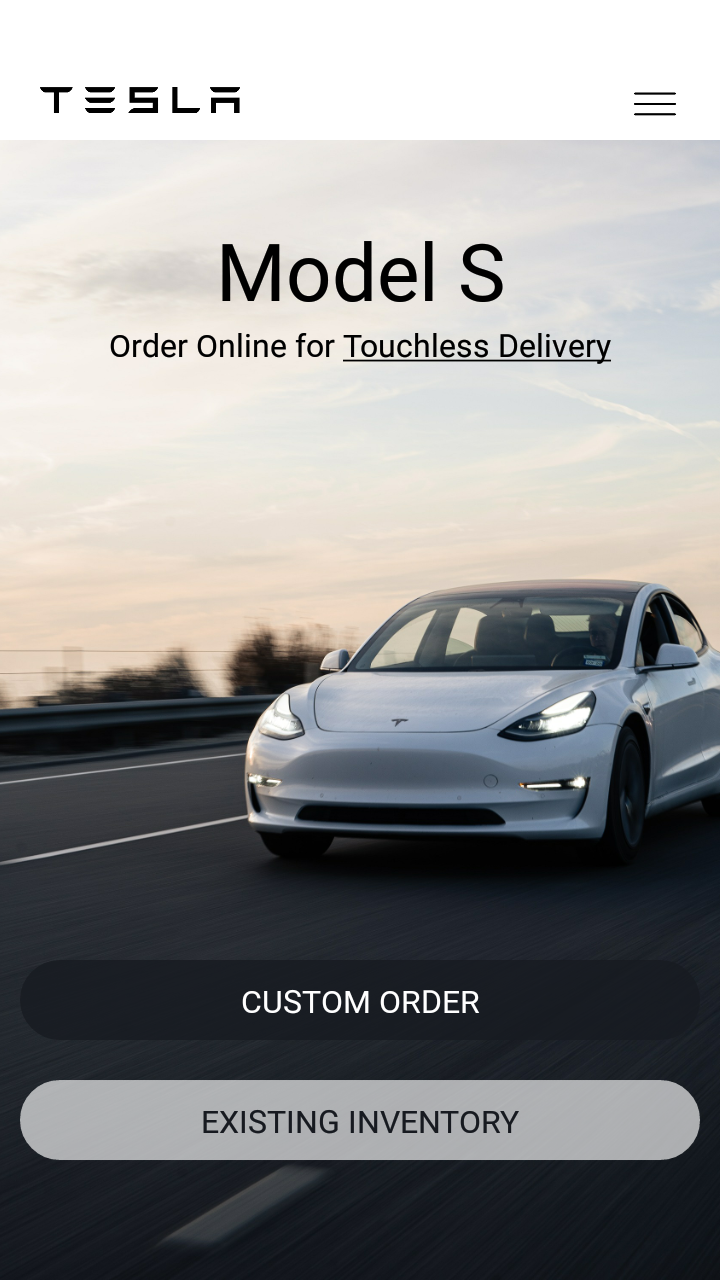 TESLA
Model S
Order Online for Touchless Delivery
CUSTOM ORDER
EXISTING INVENTORY